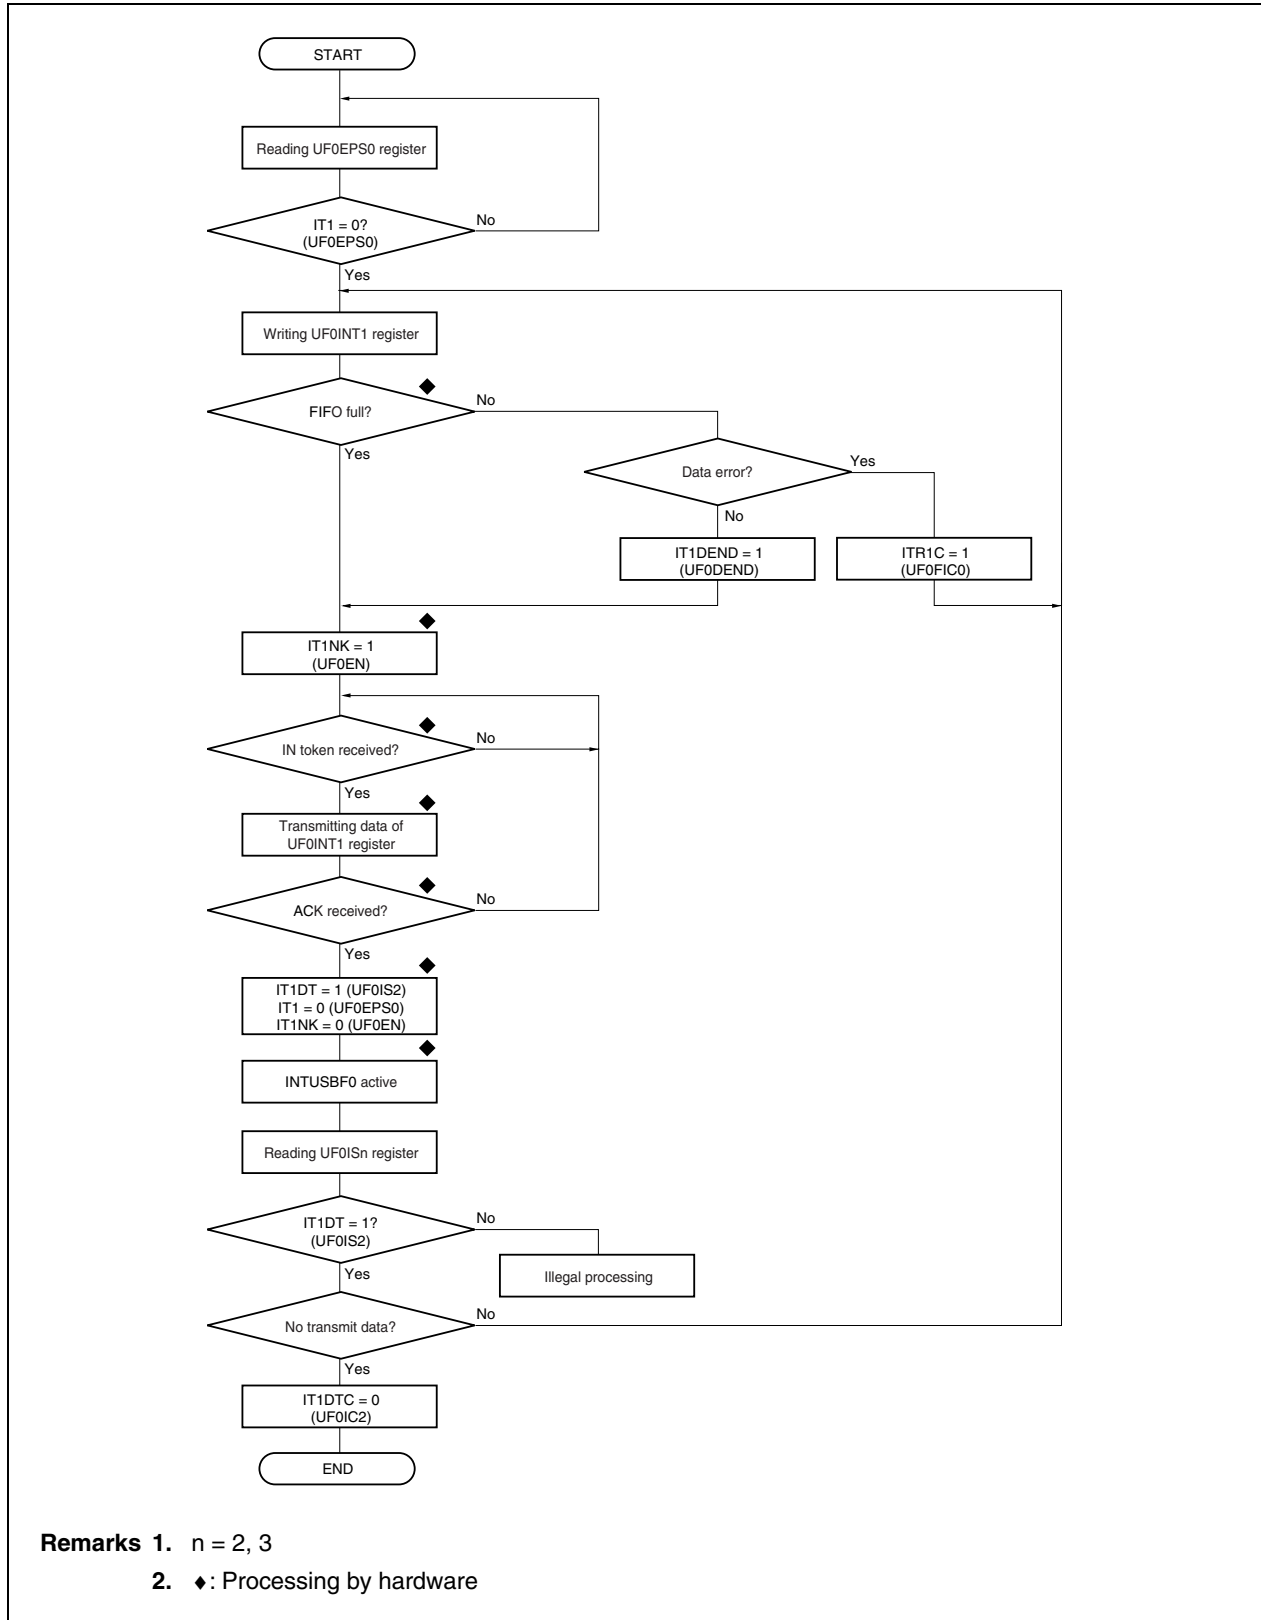 START
Reading UF0EPS0 register
IT1 = 0?
(UF0EPS0)
No
Yes
Writing UF0INT1 register
FIFO full?
◆
No
Yes
Data error?
Yes
No
IT1DEND = 1
(UF0DEND)
ITR1C = 1
(UF0FIC0)
◆
IT1NK = 1
(UF0EN)
◆
IN token received?
No
Yes
◆
Transmitting data of
UF0INT1 register
◆
ACK received?
No
Yes
◆
IT1DT = 1 (UF0IS2)
IT1 = 0 (UF0EPS0)
IT1NK = 0 (UF0EN)
◆
INTUSBF0 active
Reading UF0ISn register
IT1DT = 1?
(UF0IS2)
No
Yes
Illegal processing
No transmit data?
No
Yes
IT1DTC = 0
(UF0IC2)
END
Remarks 1. n = 2, 3
2. ♦: Processing by hardware